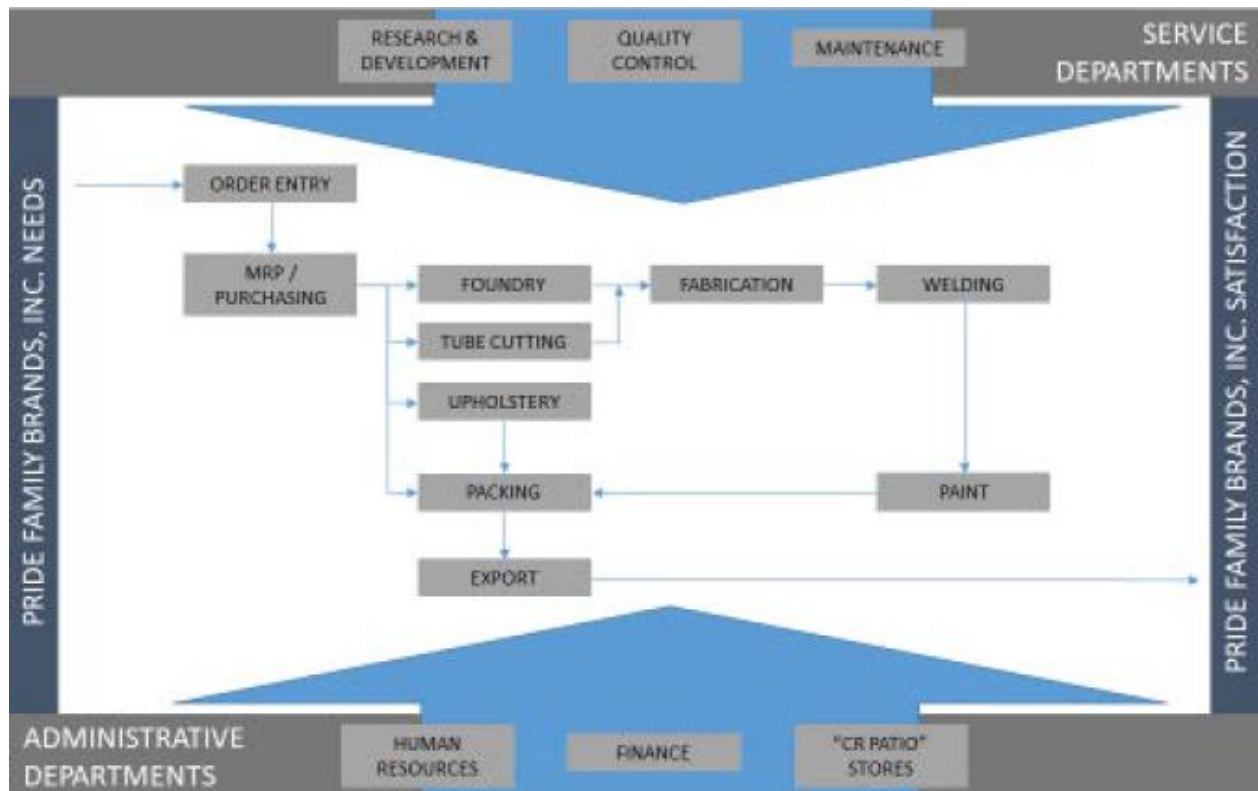 RESEARCH &
DEVELOPMENT
QUALITY
CONTROL
MAINTENANCE
SERVICE
DEPARTMENTS
PRIDE FAMILY BRANDS, INC. NEEDS
ORDER ENTRY
MRP /
PURCHASING
FOUNDRY
FABRICATION
WELDING
TUBE CUTTING
UPHOLSTERY
PACKING
PAINT
EXPORT
PRIDE FAMILY BRANDS, INC. SATISFACTION
ADMINISTRATIVE
DEPARTMENTS
HUMAN
RESOURCES
FINANCE
"CR PATIO"
STORES